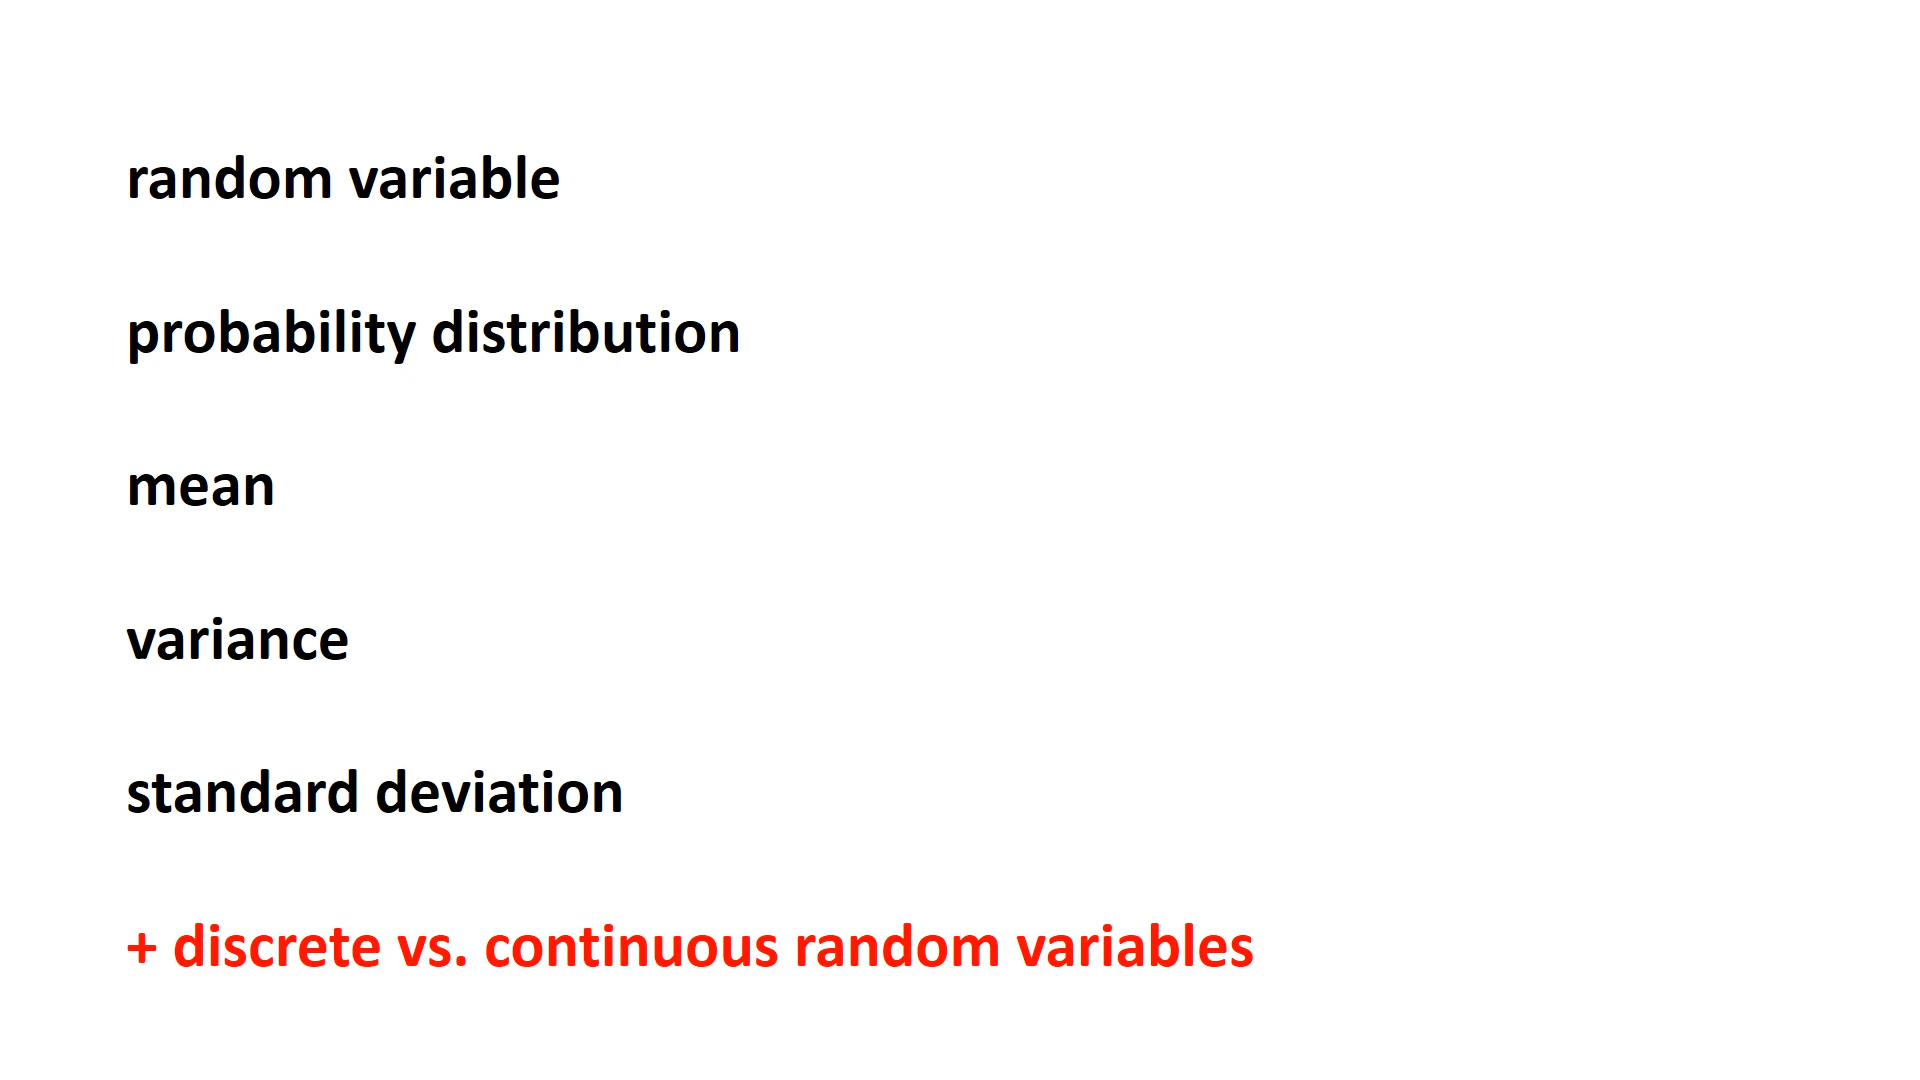 random variable
probability distribution
mean
variance
standard deviation
+ discrete vs. continuous random variables